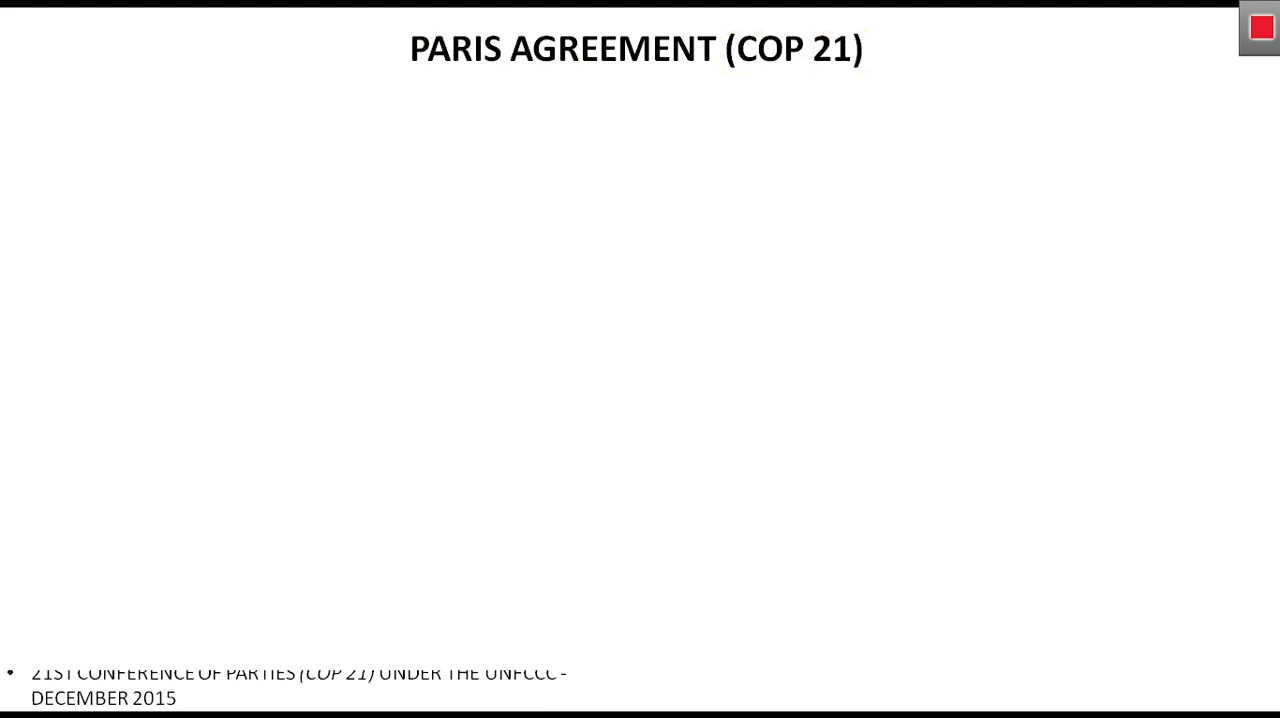 PARIS AGREEMENT (COP 21)
• 21ST CONFERENCE OF PARTIES (COP 21) UNDER THE UNFCCC -
DECEMBER 2015